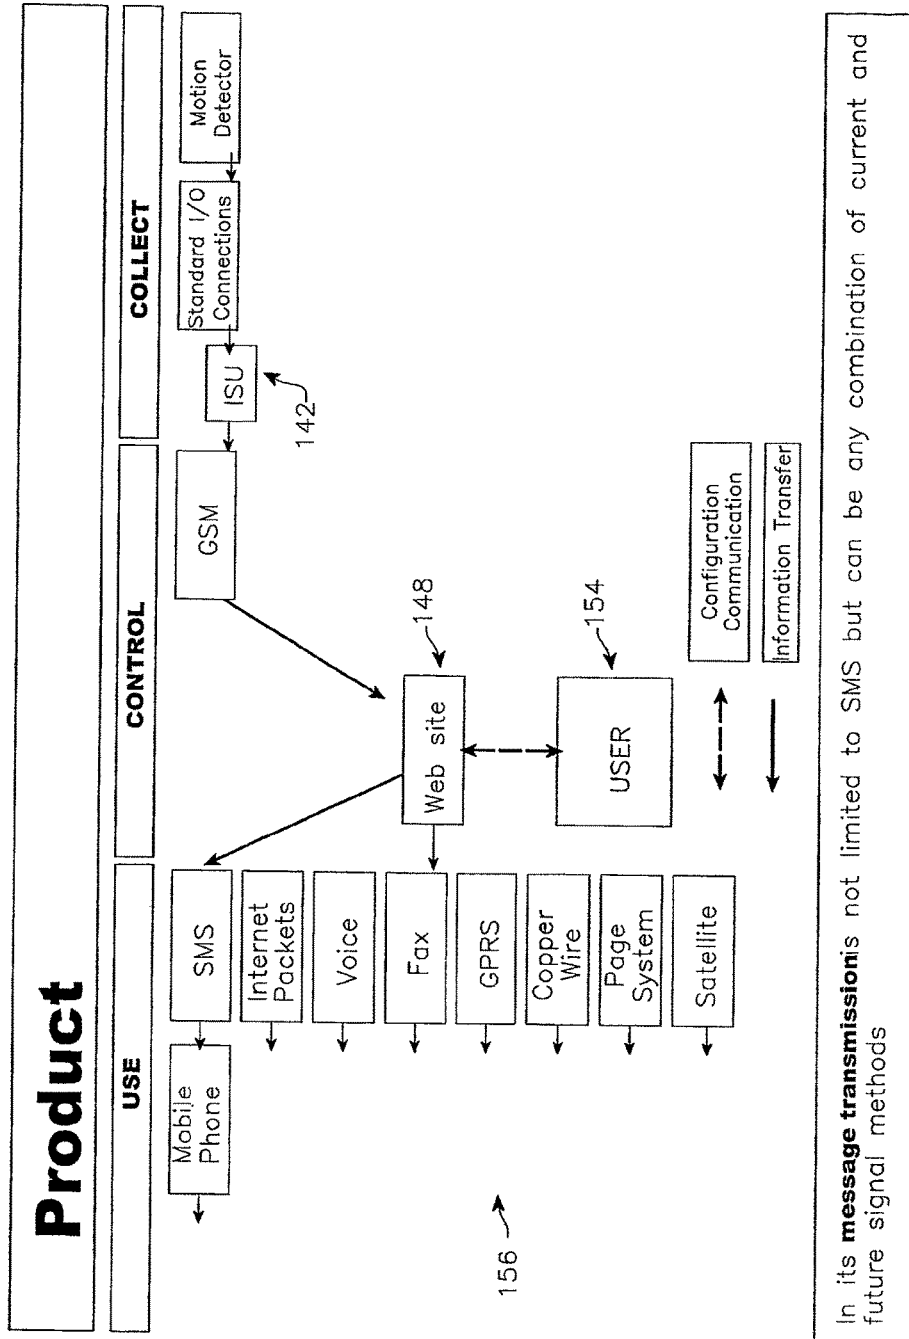 Product
USE
CONTROL
COLLECT
Mobile
Phone
SMS
GSM
ISU
Standard I/O
Connections
Motion
Detector
142
Internet
Packets
Voice
Fax
GPRS
Copper
Wire
Page
System
Satellite
Web site
148
USER
154
156
Configuration
Communication
Information Transfer
In its message transmission is not limited to SMS but can be any combination of current and
future signal methods